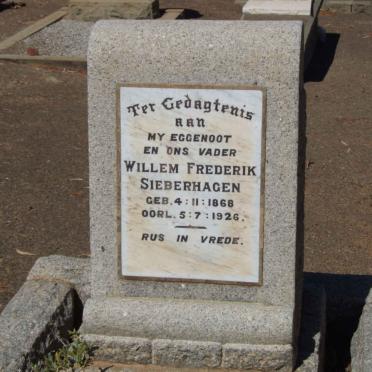 Ter Gedagtenis
aan
MY EGGENOOT
EN ONS VADER
WILLEM FREDERIK
SIEBERHAGEN
GEB. 4:11:1868
OORL. 5:7:1926.
RUS IN VREDE.